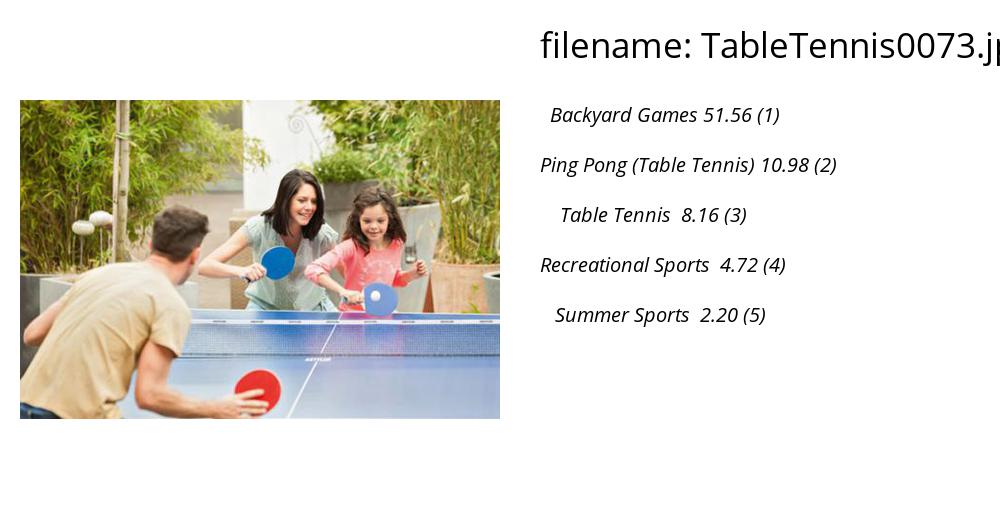 filename: TableTennis0073.j
Backyard Games 51.56 (1)
Ping Pong (Table Tennis) 10.98 (2)
Table Tennis 8.16 (3)
Recreational Sports 4.72 (4)
Summer Sports 2.20 (5)
KETTLER